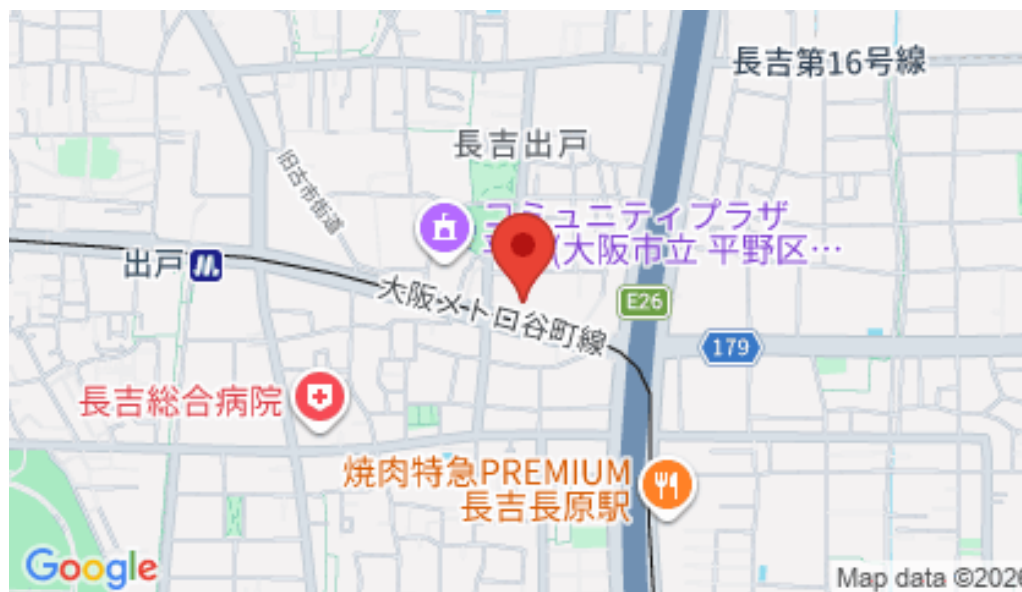 長吉第16号線
長吉出戸
旧古市街道
コミュニティプラザ
(大阪市立 平野区…
出戸
大阪メトロ谷町線
E26
179
長吉総合病院
焼肉特急PREMIUM
長吉長原駅
Google
Map data ©2026